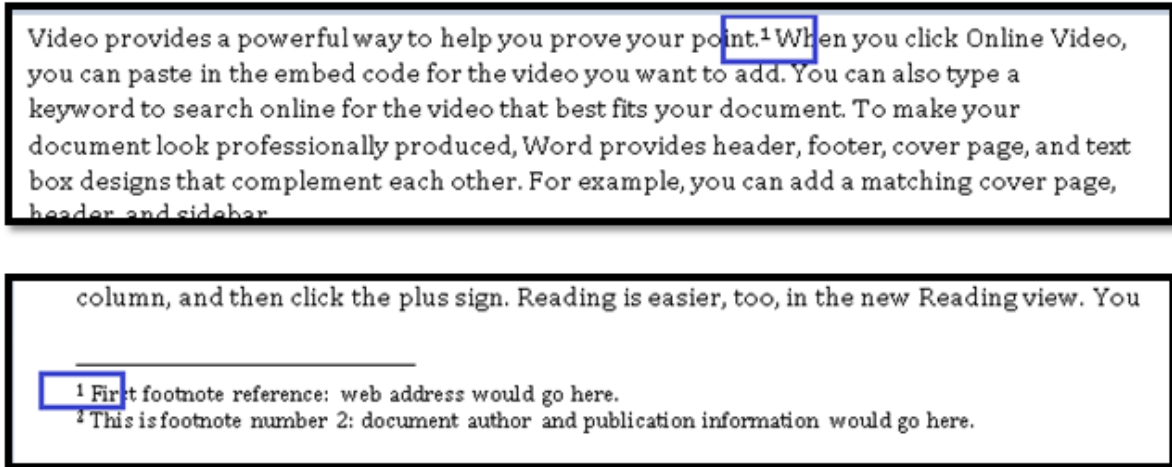 Video provides a powerful way to help you prove your point.¹ When you click Online Video,
you can paste in the embed code for the video you want to add. You can also type a
keyword to search online for the video that best fits your document. To make your
document look professionally produced, Word provides header, footer, cover page, and text
box designs that complement each other. For example, you can add a matching cover page,
header, and sidebar
column, and then click the plus sign. Reading is easier, too, in the new Reading view. You
¹ First footnote reference: web address would go here.
² This is footnote number 2: document author and publication information would go here.